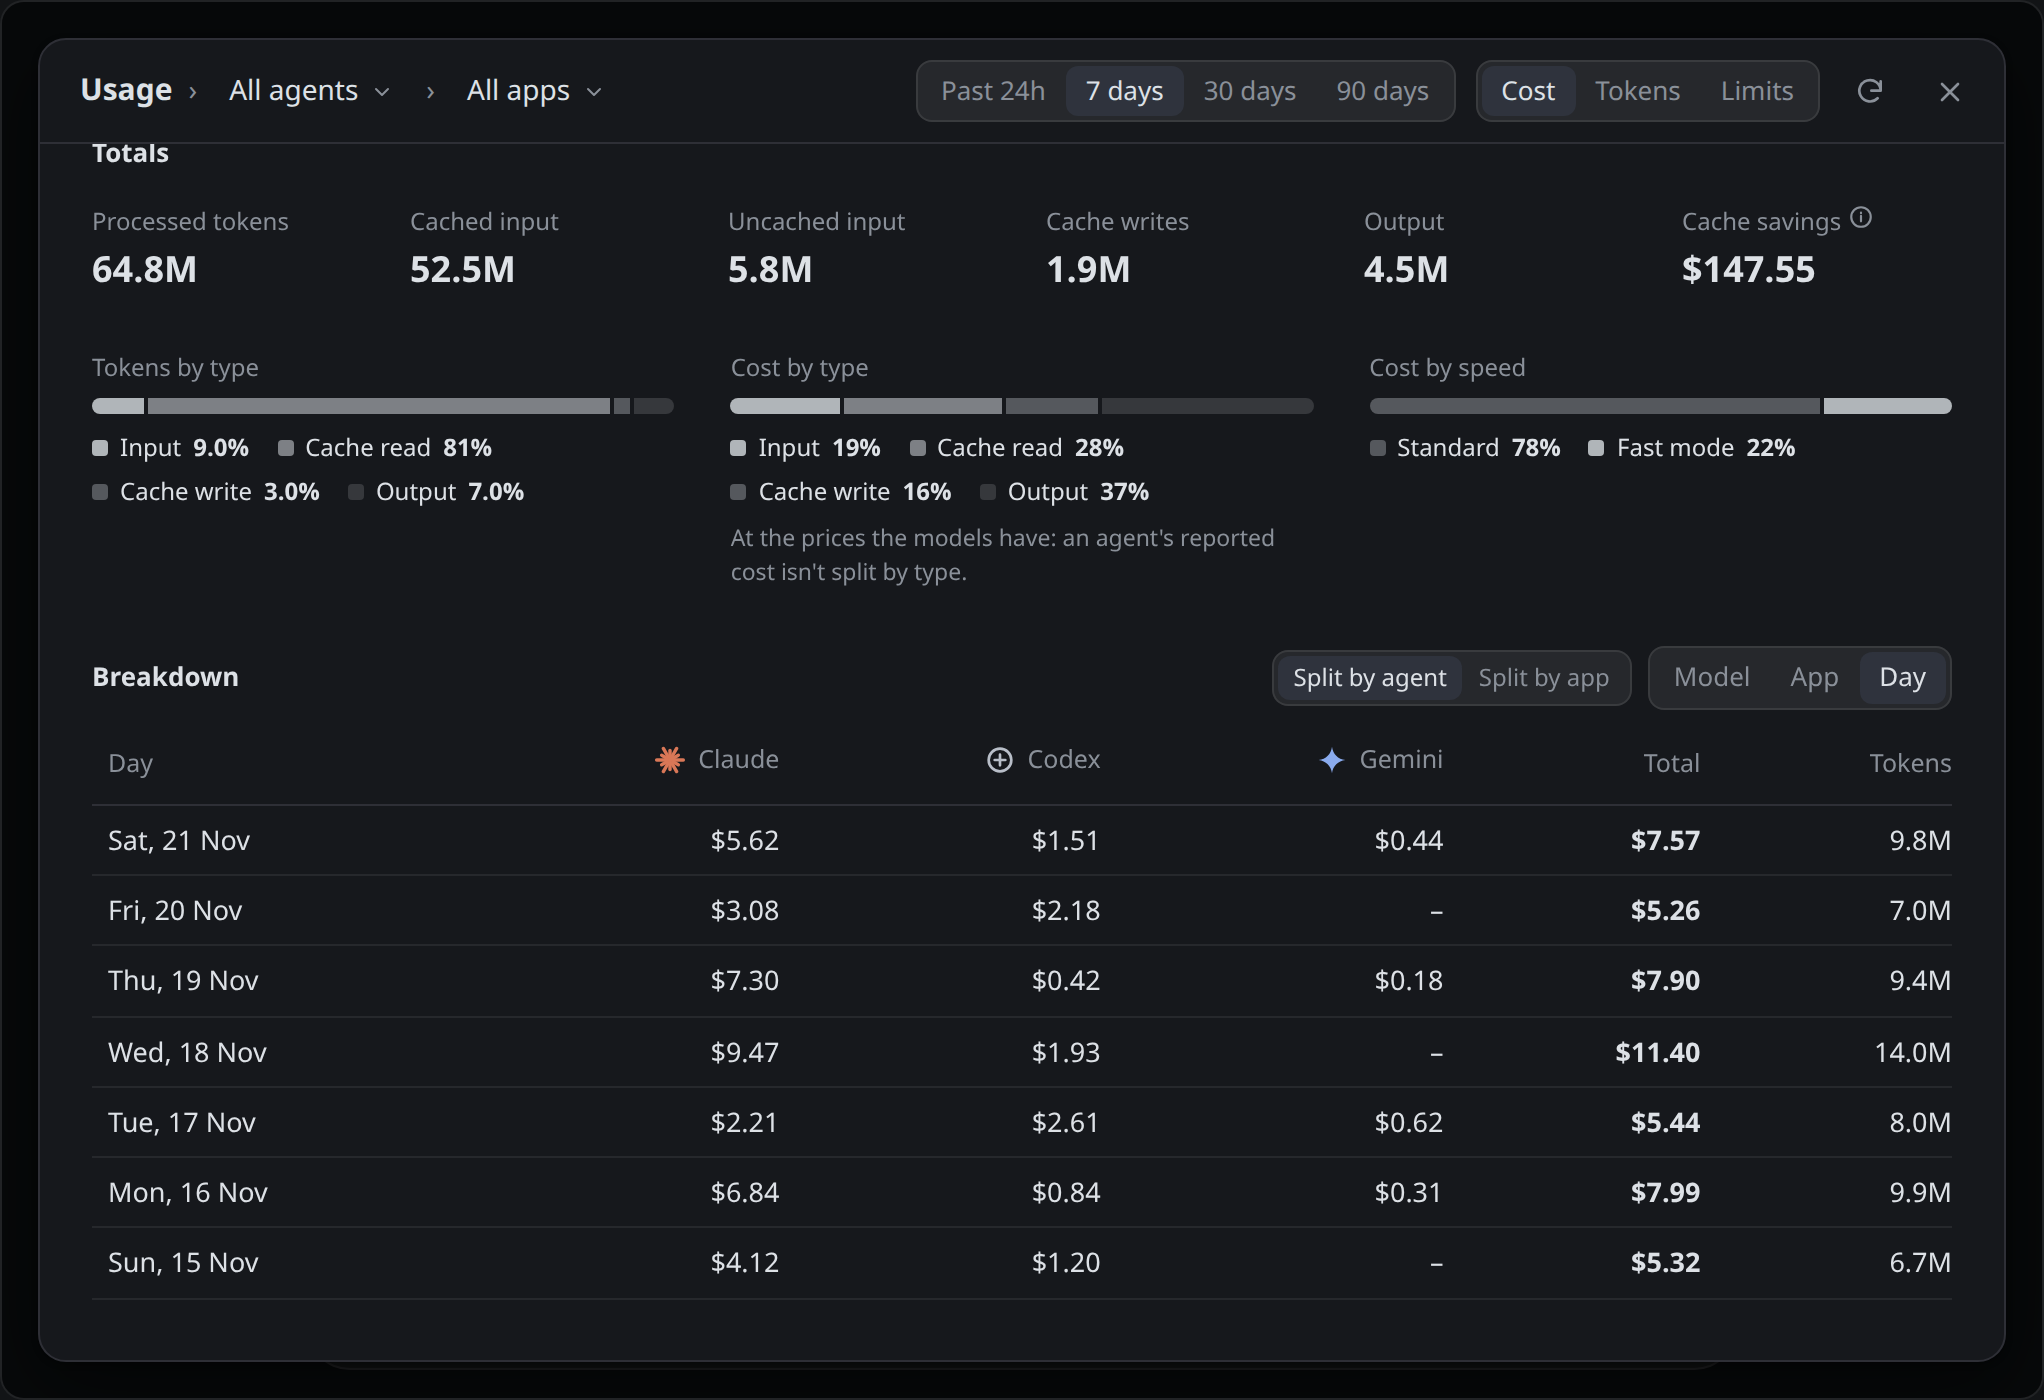 Usage › All agents › All apps Past 24h 7 days 30 days 90 days Cost Tokens Limits
Totals
Processed tokens Cached input Uncached input Cache writes Output Cache savings
64.8M 52.5M 5.8M 1.9M 4.5M $147.55
Tokens by type Cost by type Cost by speed
Input 9.0% Cache read 81% Input 19% Cache read 28% Standard 78% Fast mode 22%
Cache write 3.0% Output 7.0% Cache write 16% Output 37%
At the prices the models have: an agent's reported
cost isn't split by type.
Breakdown Split by agent Split by app Model App Day
Day Claude Codex Gemini Total Tokens
Sat, 21 Nov $5.62 $1.51 $0.44 $7.57 9.8M
Fri, 20 Nov $3.08 $2.18 – $5.26 7.0M
Thu, 19 Nov $7.30 $0.42 $0.18 $7.90 9.4M
Wed, 18 Nov $9.47 $1.93 – $11.40 14.0M
Tue, 17 Nov $2.21 $2.61 $0.62 $5.44 8.0M
Mon, 16 Nov $6.84 $0.84 $0.31 $7.99 9.9M
Sun, 15 Nov $4.12 $1.20 – $5.32 6.7M